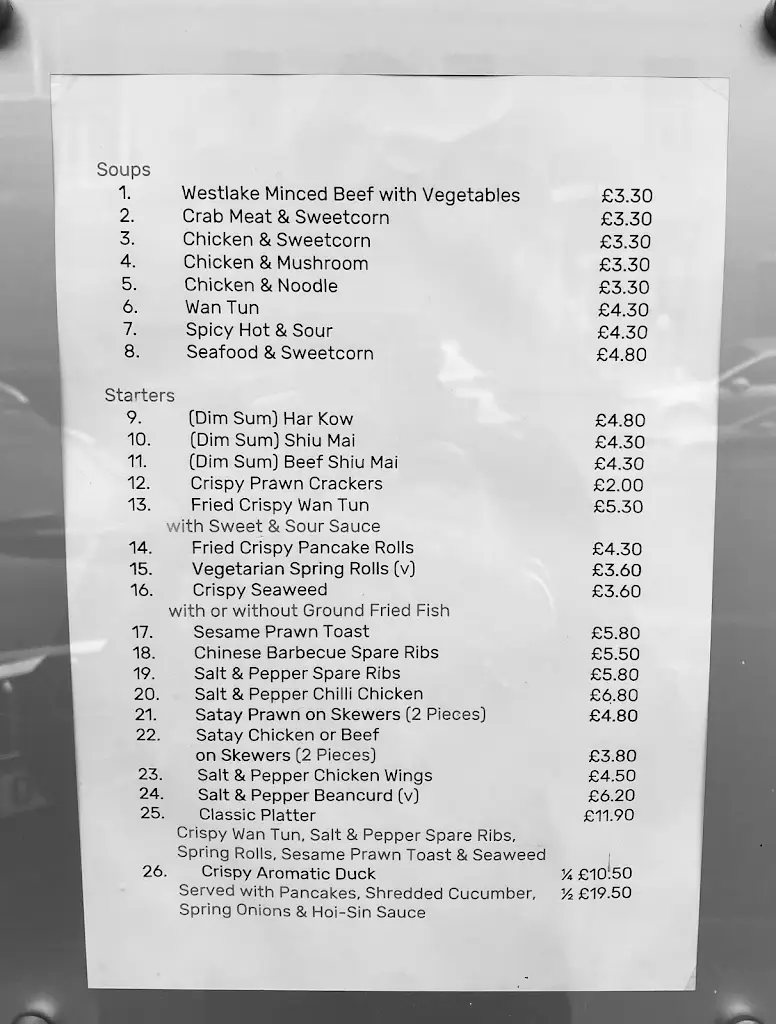 Soups
1. Westlake Minced Beef with Vegetables £3.30
2. Crab Meat & Sweetcorn £3.30
3. Chicken & Sweetcorn £3.30
4. Chicken & Mushroom £3.30
5. Chicken & Noodle £3.30
6. Wan Tun £4.30
7. Spicy Hot & Sour £4.30
8. Seafood & Sweetcorn £4.80
Starters
9. (Dim Sum) Har Kow £4.80
10. (Dim Sum) Shiu Mai £4.30
11. (Dim Sum) Beef Shiu Mai £4.30
12. Crispy Prawn Crackers £2.00
13. Fried Crispy Wan Tun £5.30
with Sweet & Sour Sauce
14. Fried Crispy Pancake Rolls £4.30
15. Vegetarian Spring Rolls (v) £3.60
16. Crispy Seaweed £3.60
with or without Ground Fried Fish
17. Sesame Prawn Toast £5.80
18. Chinese Barbecue Spare Ribs £5.50
19. Salt & Pepper Spare Ribs £5.80
20. Salt & Pepper Chilli Chicken £6.80
21. Satay Prawn on Skewers (2 Pieces) £4.80
22. Satay Chicken or Beef
on Skewers (2 Pieces) £3.80
23. Salt & Pepper Chicken Wings £4.50
24. Salt & Pepper Beancurd (v) £6.20
25. Classic Platter £11.90
Crispy Wan Tun, Salt & Pepper Spare Ribs,
Spring Rolls, Sesame Prawn Toast & Seaweed
26. Crispy Aromatic Duck ¼ £10.50
Served with Pancakes, Shredded Cucumber, ½ £19.50
Spring Onions & Hoi-Sin Sauce